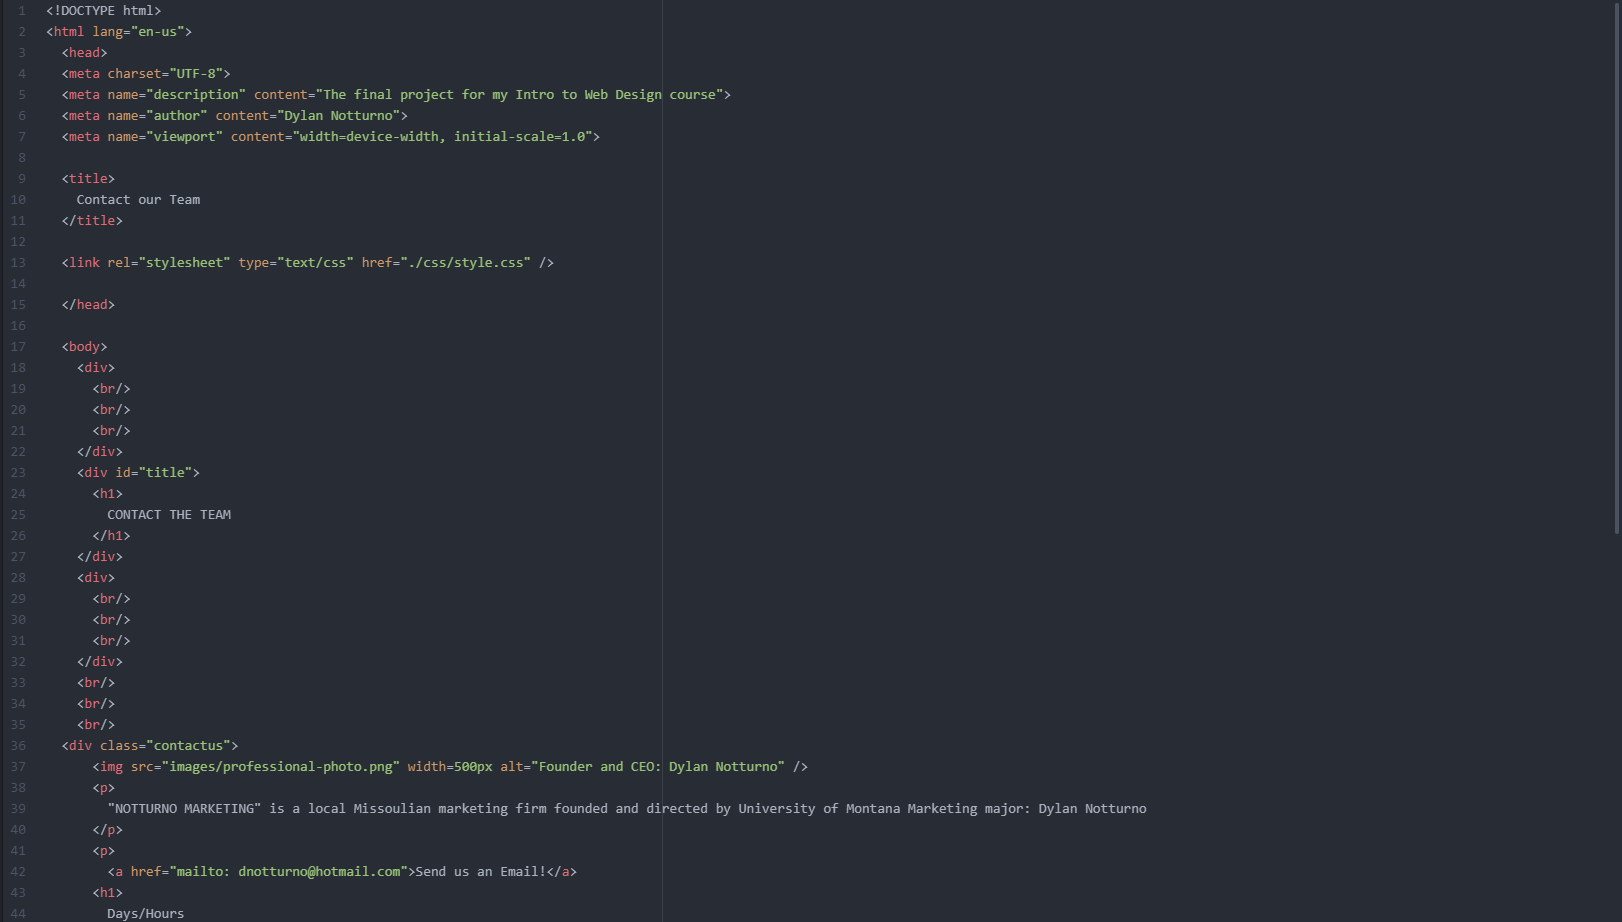 1 <!DOCTYPE html>
2 <html lang="en-us">
3   <head>
4   <meta charset="UTF-8">
5   <meta name="description" content="The final project for my Intro to Web Design course">
6   <meta name="author" content="Dylan Notturno">
7   <meta name="viewport" content="width=device-width, initial-scale=1.0">
8
9   <title>
10     Contact our Team
11   </title>
12
13   <link rel="stylesheet" type="text/css" href="./css/style.css" />
14
15   </head>
16
17   <body>
18     <div>
19       <br/>
20       <br/>
21       <br/>
22     </div>
23     <div id="title">
24       <h1>
25         CONTACT THE TEAM
26       </h1>
27     </div>
28     <div>
29       <br/>
30       <br/>
31       <br/>
32     </div>
33     <br/>
34     <br/>
35     <br/>
36   <div class="contactus">
37       <img src="images/professional-photo.png" width=500px alt="Founder and CEO: Dylan Notturno" />
38       <p>
39         "NOTTURNO MARKETING" is a local Missoulian marketing firm founded and directed by University of Montana Marketing major: Dylan Notturno
40       </p>
41       <p>
42         <a href="mailto: dnotturno@hotmail.com">Send us an Email!</a>
43       <h1>
44         Days/Hours